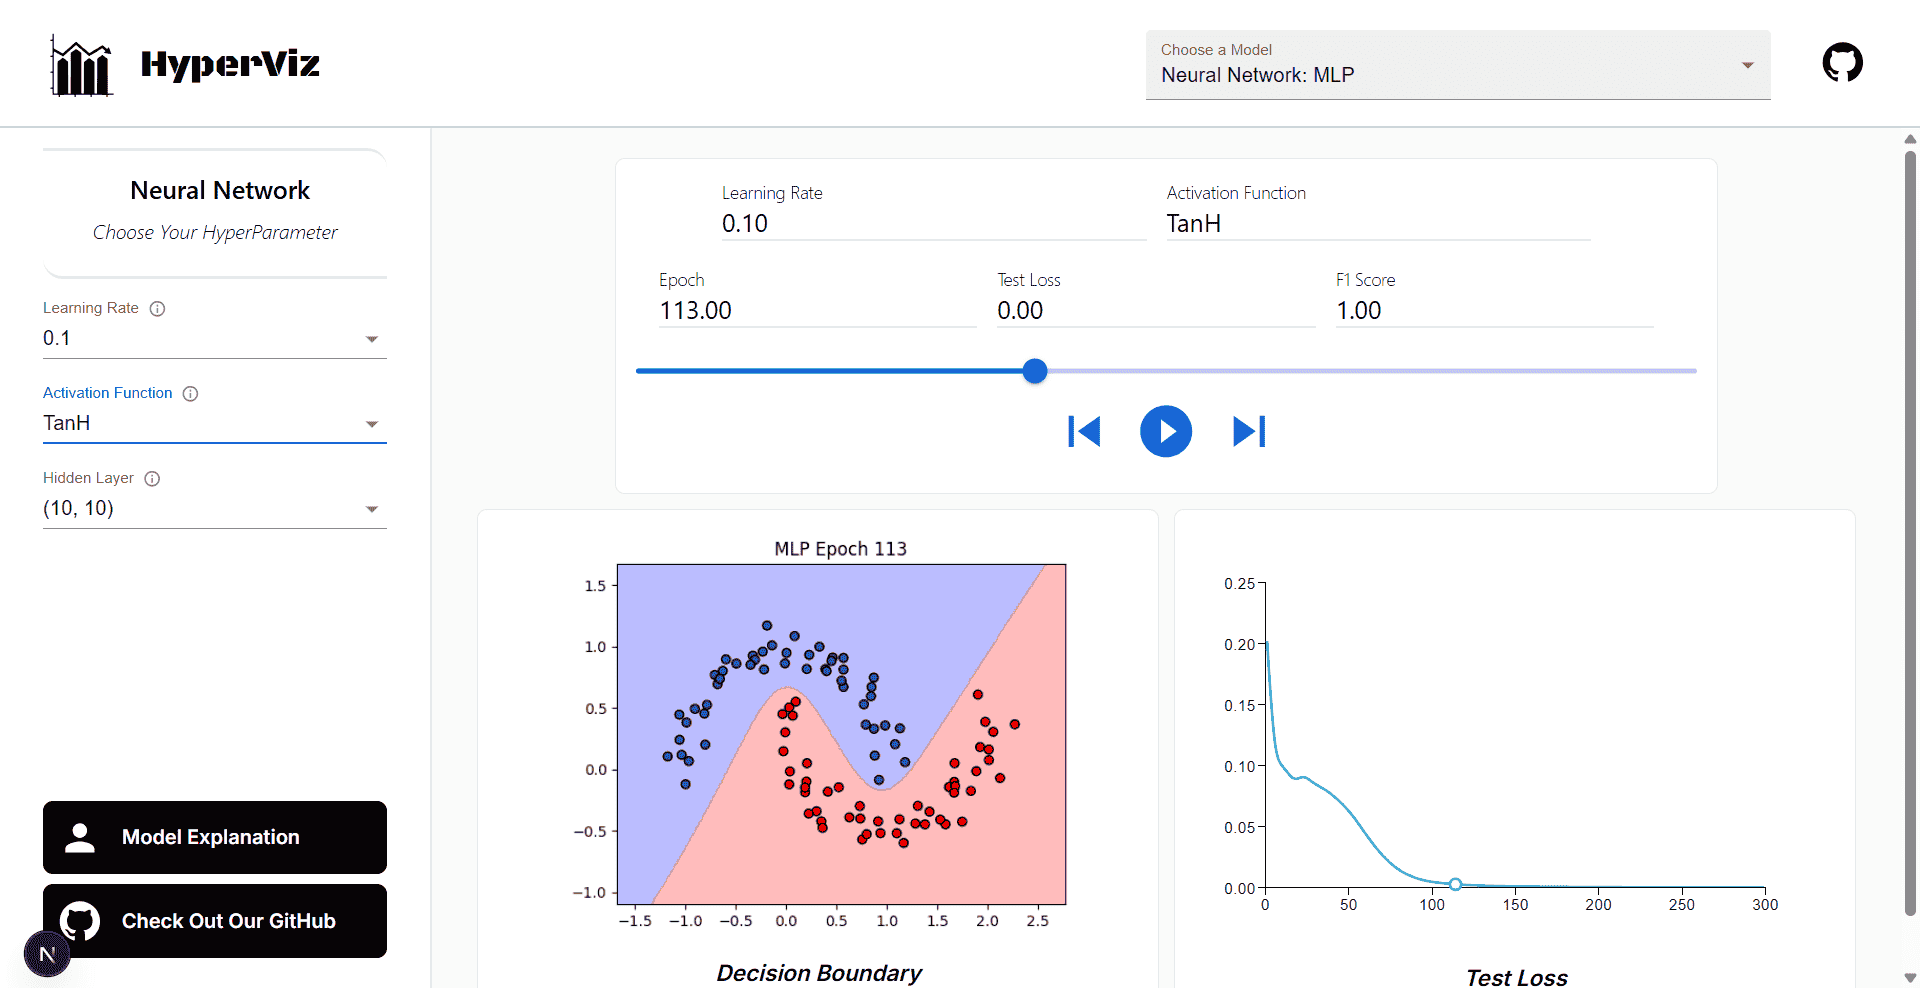 HyperViz
Choose a Model
Neural Network: MLP
Neural Network
Choose Your HyperParameter
Learning Rate
0.1
Activation Function
TanH
Hidden Layer
(10, 10)
Model Explanation
Check Out Our GitHub
N
Learning Rate
0.10
Activation Function
TanH
Epoch
113.00
Test Loss
0.00
F1 Score
1.00
MLP Epoch 113
1.5
1.0
0.5
0.0
−0.5
−1.0
−1.5 −1.0 −0.5 0.0 0.5 1.0 1.5 2.0 2.5
Decision Boundary
0.25
0.20
0.15
0.10
0.05
0.00
0 50 100 150 200 250 300
Test Loss